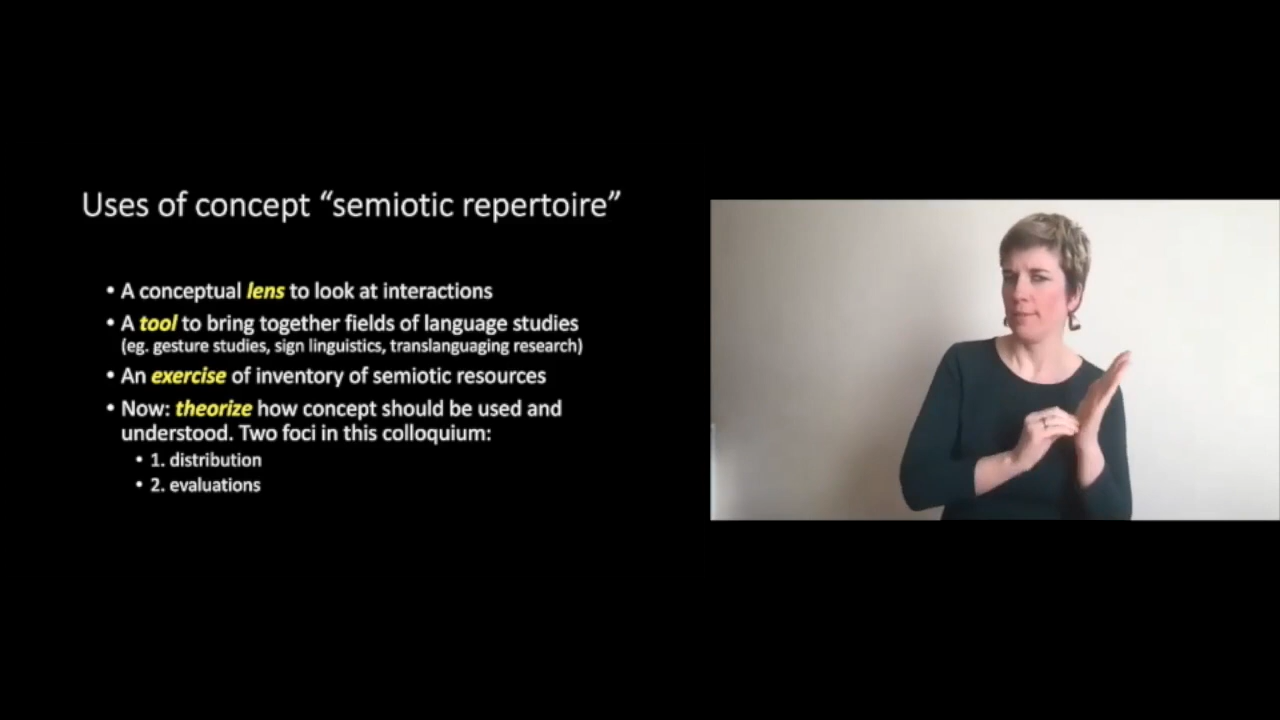 Uses of concept “semiotic repertoire”
• A conceptual lens to look at interactions
• A tool to bring together fields of language studies
(eg. gesture studies, sign linguistics, translanguaging research)
• An exercise of inventory of semiotic resources
• Now: theorize how concept should be used and
understood. Two foci in this colloquium:
• 1. distribution
• 2. evaluations